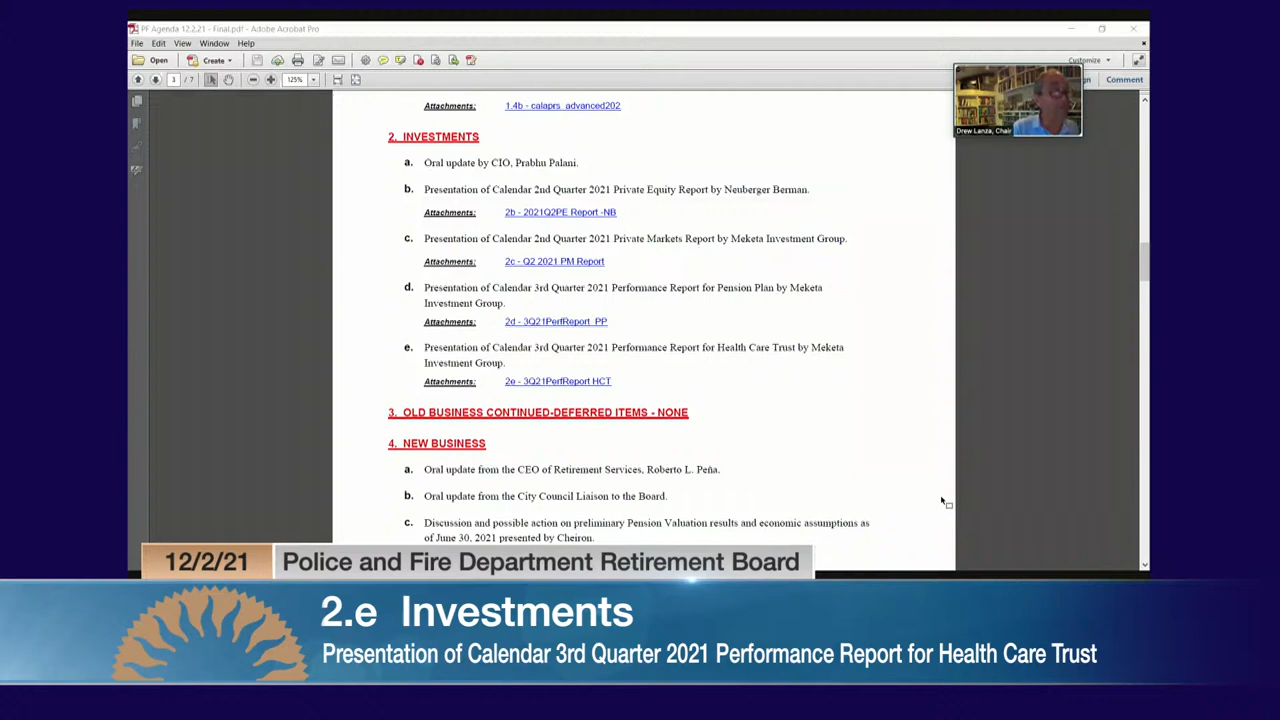 PF Agenda 12.2.21 - Final.pdf - Adobe Acrobat Pro
File Edit View Window Help
Open Create Customize
3 / 7 125% Comment
Drew Lanza, Chair
Attachments: 1.4b - calaprs_advanced202
2. INVESTMENTS
a. Oral update by CIO, Prabhu Palani.
b. Presentation of Calendar 2nd Quarter 2021 Private Equity Report by Neuberger Berman.
Attachments: 2b - 2021Q2PE Report -NB
c. Presentation of Calendar 2nd Quarter 2021 Private Markets Report by Meketa Investment Group.
Attachments: 2c - Q2 2021 PM Report
d. Presentation of Calendar 3rd Quarter 2021 Performance Report for Pension Plan by Meketa
Investment Group.
Attachments: 2d - 3Q21PerfReport_PP
e. Presentation of Calendar 3rd Quarter 2021 Performance Report for Health Care Trust by Meketa
Investment Group.
Attachments: 2e - 3Q21PerfReport HCT
3. OLD BUSINESS CONTINUED-DEFERRED ITEMS - NONE
4. NEW BUSINESS
a. Oral update from the CEO of Retirement Services, Roberto L. Peña.
b. Oral update from the City Council Liaison to the Board.
c. Discussion and possible action on preliminary Pension Valuation results and economic assumptions as
of June 30, 2021 presented by Cheiron.
12/2/21 Police and Fire Department Retirement Board
2.e Investments
Presentation of Calendar 3rd Quarter 2021 Performance Report for Health Care Trust